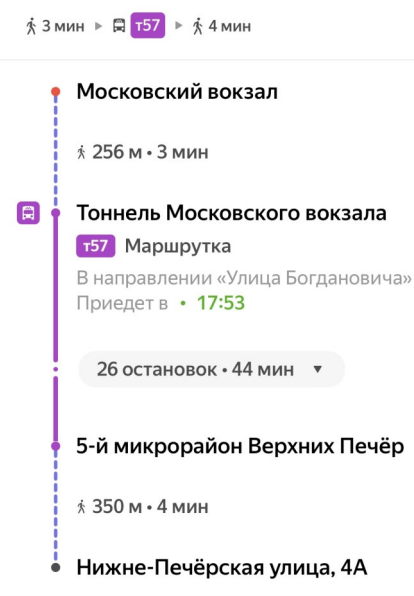 3 мин т57 4 мин
Московский вокзал
256 м • 3 мин
Тоннель Московского вокзала
т57 Маршрутка
В направлении «Улица Богдановича»
Приедет в • 17:53
26 остановок • 44 мин
5-й микрорайон Верхних Печёр
350 м • 4 мин
Нижне-Печёрская улица, 4А